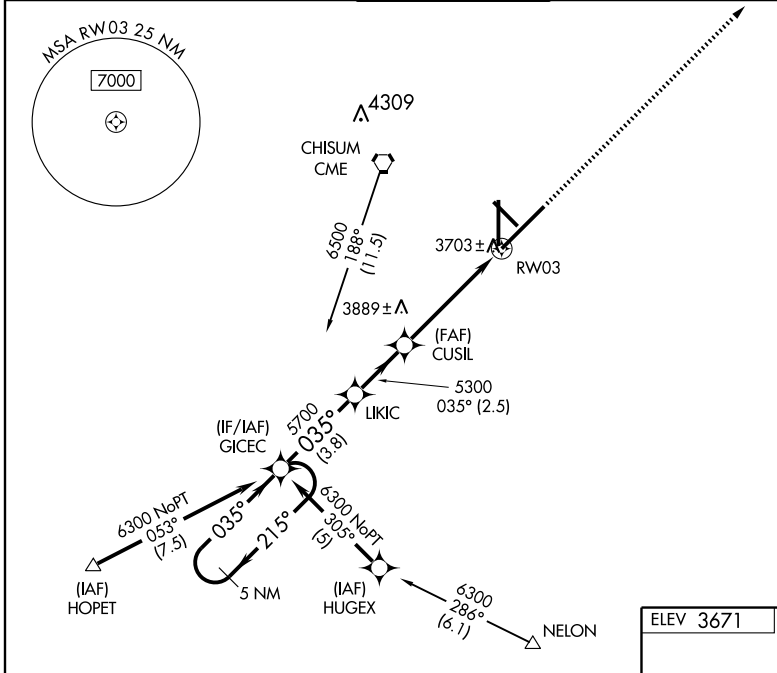 MSA RW03 25 NM
7000
4309
CHISUM
CME
6500
188°
(11.5)
3703±
RW03
3889±
(FAF)
CUSIL
5300
035° (2.5)
LIKIC
(IF/IAF)
GICEC
5700
035°
(3.8)
6300 NoPT
053°
(7.5)
035°
215°
6300 NoPT
305°
(5)
(IAF)
HOPET
5 NM
(IAF)
HUGEX
6300
286°
(6.1)
NELON
ELEV 3671